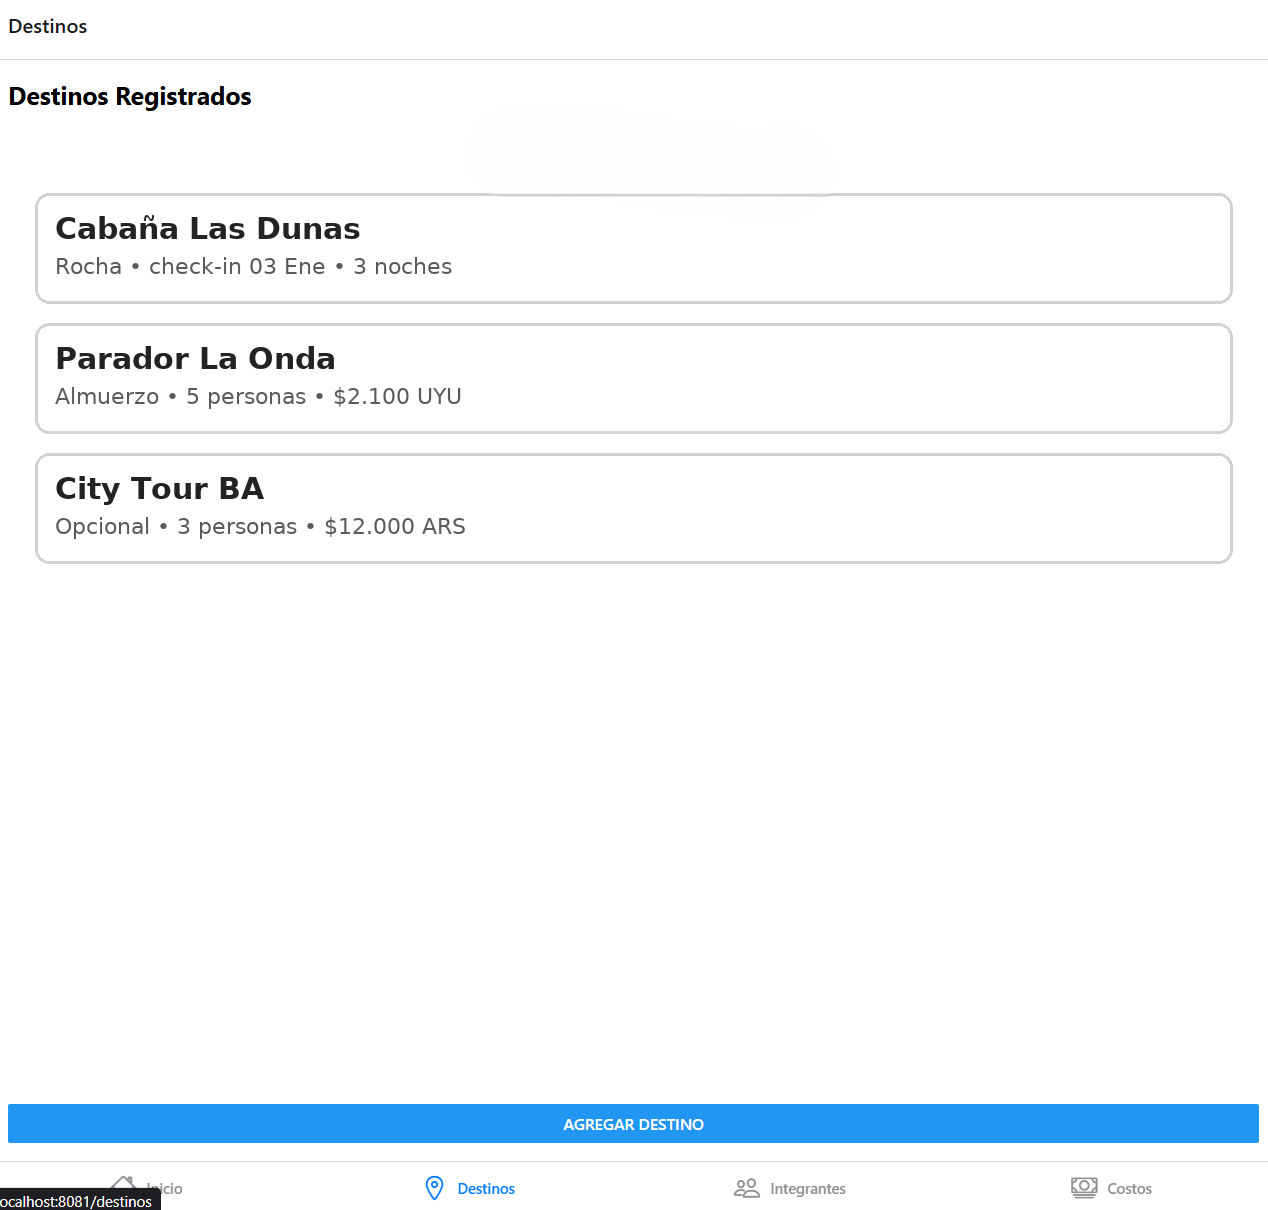 Destinos
Destinos Registrados
Cabaña Las Dunas
Rocha • check-in 03 Ene • 3 noches
Parador La Onda
Almuerzo • 5 personas • $2.100 UYU
City Tour BA
Opcional • 3 personas • $12.000 ARS
AGREGAR DESTINO
Inicio
Destinos
Integrantes
Costos
ocalhost:8081/destinos